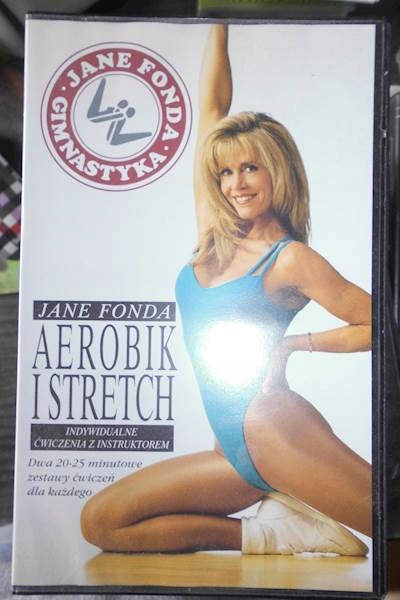 JANE FONDA
GIMNASTYKA
JANE FONDA
AEROBIK
I STRETCH
INDYWIDUALNE
ĆWICZENIA Z INSTRUKTOREM
Dwa 20-25 minutowe
zestawy ćwiczeń
dla każdego